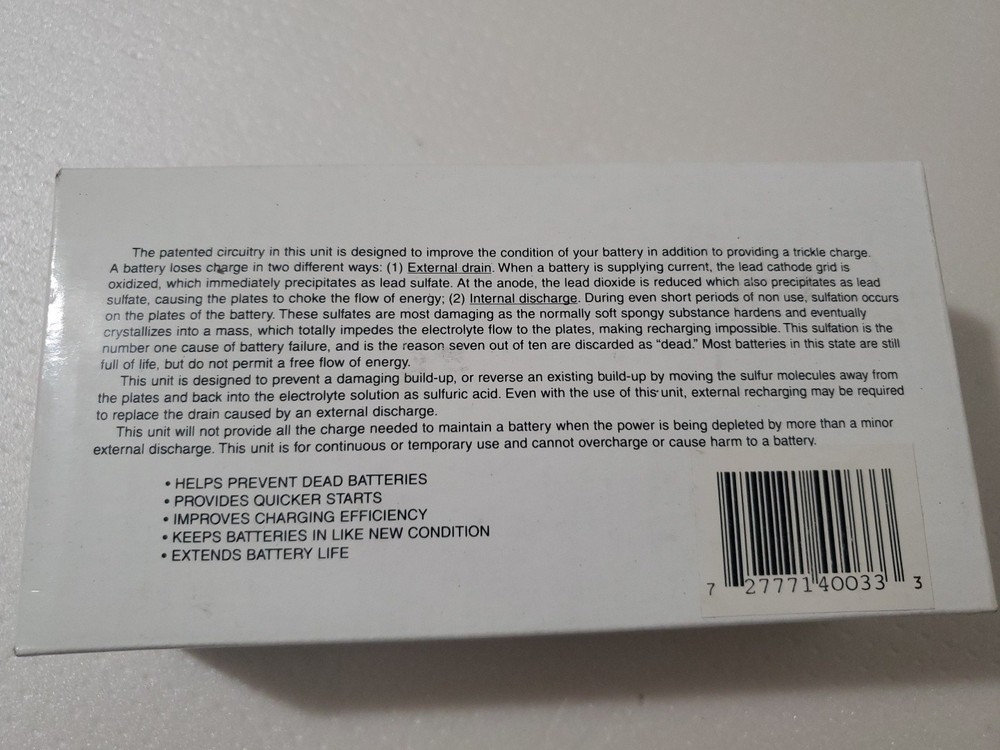 The patented circuitry in this unit is designed to improve the condition of your battery in addition to providing a trickle charge.
A battery loses charge in two different ways: (1) External drain. When a battery is supplying current, the lead cathode grid is
oxidized, which immediately precipitates as lead sulfate. At the anode, the lead dioxide is reduced which also precipitates as lead
sulfate, causing the plates to choke the flow of energy; (2) Internal discharge. During even short periods of non use, sulfation occurs
on the plates of the battery. These sulfates are most damaging as the normally soft spongy substance hardens and eventually
crystallizes into a mass, which totally impedes the electrolyte flow to the plates, making recharging impossible. This sulfation is the
number one cause of battery failure, and is the reason seven out of ten are discarded as “dead.” Most batteries in this state are still
full of life, but do not permit a free flow of energy.
This unit is designed to prevent a damaging build-up, or reverse an existing build-up by moving the sulfur molecules away from
the plates and back into the electrolyte solution as sulfuric acid. Even with the use of this unit, external recharging may be required
to replace the drain caused by an external discharge.
This unit will not provide all the charge needed to maintain a battery when the power is being depleted by more than a minor
external discharge. This unit is for continuous or temporary use and cannot overcharge or cause harm to a battery.
• HELPS PREVENT DEAD BATTERIES
• PROVIDES QUICKER STARTS
• IMPROVES CHARGING EFFICIENCY
• KEEPS BATTERIES IN LIKE NEW CONDITION
• EXTENDS BATTERY LIFE
7 27771 40033 3